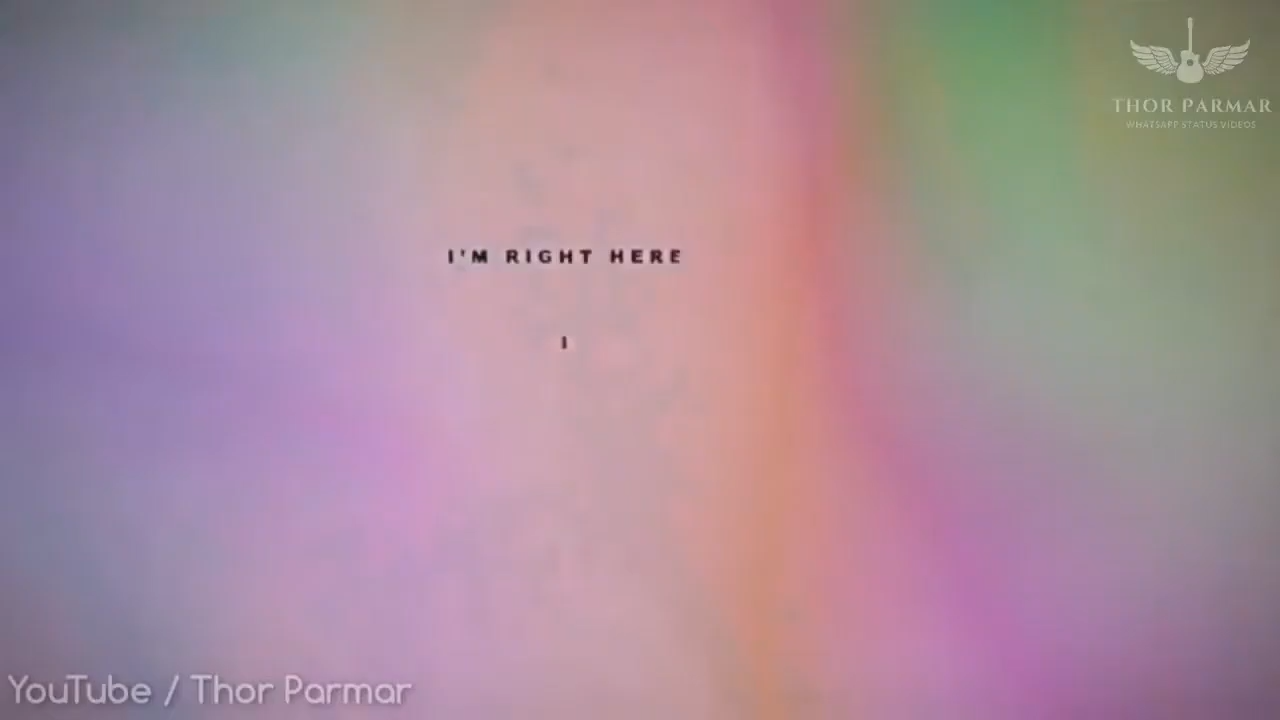 THOR PARMAR
WHATSAPP STATUS VIDEOS
I'M RIGHT HERE
I
YouTube / Thor Parmar